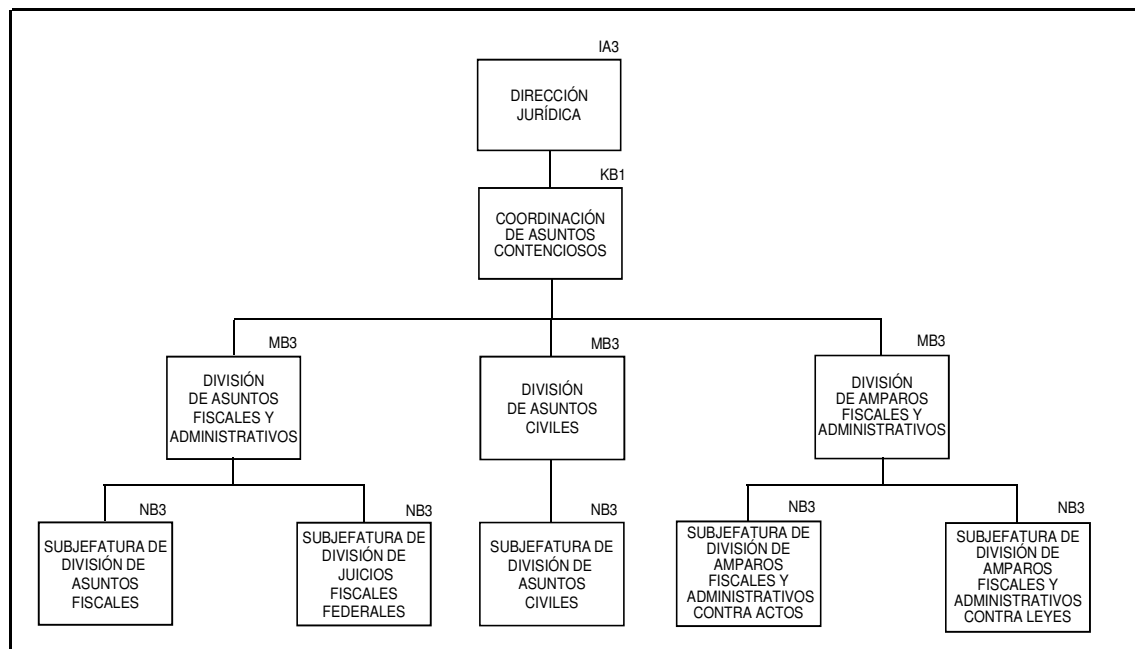 IA3
DIRECCIÓN
JURÍDICA
KB1
COORDINACIÓN
DE ASUNTOS
CONTENCIOSOS
MB3
DIVISIÓN
DE ASUNTOS
FISCALES Y
ADMINISTRATIVOS
MB3
DIVISIÓN
DE ASUNTOS
CIVILES
MB3
DIVISIÓN
DE AMPAROS
FISCALES Y
ADMINISTRATIVOS
NB3
SUBJEFATURA DE
DIVISIÓN DE
ASUNTOS
FISCALES
NB3
SUBJEFATURA DE
DIVISIÓN DE
JUICIOS
FISCALES
FEDERALES
NB3
SUBJEFATURA DE
DIVISIÓN DE
ASUNTOS
CIVILES
NB3
SUBJEFATURA DE
DIVISIÓN DE
AMPAROS
FISCALES Y
ADMINISTRATIVOS
CONTRA ACTOS
NB3
SUBJEFATURA DE
DIVISIÓN DE
AMPAROS
FISCALES Y
ADMINISTRATIVOS
CONTRA LEYES